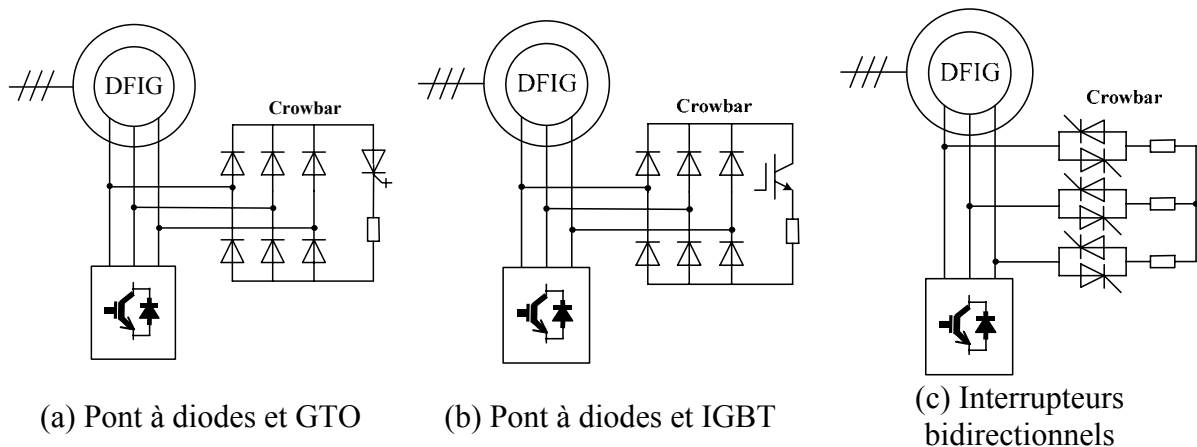 DFIG
Crowbar
(a) Pont à diodes et GTO
DFIG
Crowbar
(b) Pont à diodes et IGBT
DFIG
Crowbar
(c) Interrupteurs
bidirectionnels